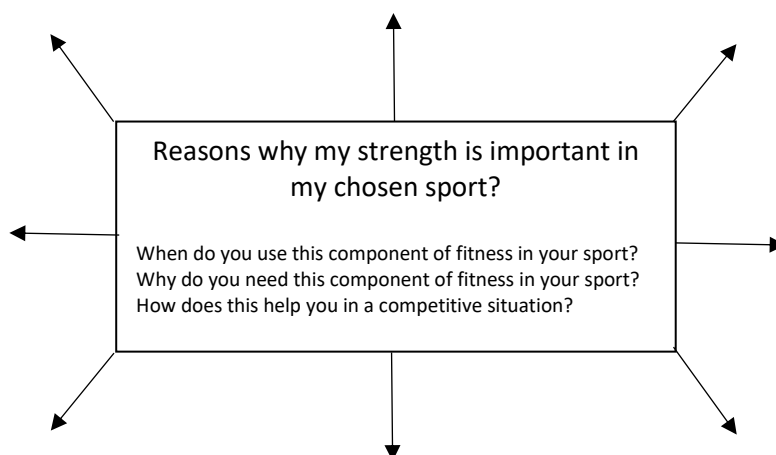 Reasons why my strength is important in
my chosen sport?
When do you use this component of fitness in your sport?
Why do you need this component of fitness in your sport?
How does this help you in a competitive situation?